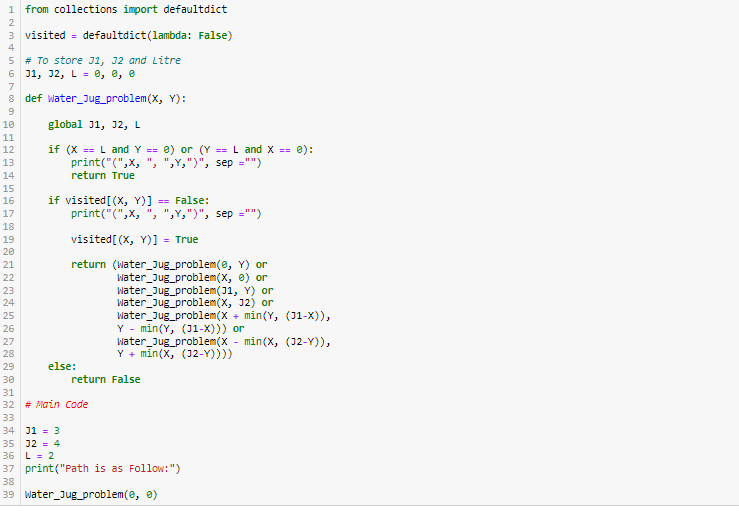 1 from collections import defaultdict
2
3 visited = defaultdict(lambda: False)
4
5 # To store J1, J2 and Litre
6 J1, J2, L = 0, 0, 0
7
8 def Water_Jug_problem(X, Y):
9
10     global J1, J2, L
11
12     if (X == L and Y == 0) or (Y == L and X == 0):
13         print("(",X, ", ",Y,")", sep ="")
14         return True
15
16     if visited[(X, Y)] == False:
17         print("(",X, ", ",Y,")", sep ="")
18
19         visited[(X, Y)] = True
20
21         return (Water_Jug_problem(0, Y) or
22                 Water_Jug_problem(X, 0) or
23                 Water_Jug_problem(J1, Y) or
24                 Water_Jug_problem(X, J2) or
25                 Water_Jug_problem(X + min(Y, (J1-X)),
26                 Y - min(Y, (J1-X))) or
27                 Water_Jug_problem(X - min(X, (J2-Y)),
28                 Y + min(X, (J2-Y))))
29     else:
30         return False
31
32 # Main Code
33
34 J1 = 3
35 J2 = 4
36 L = 2
37 print("Path is as Follow:")
38
39 Water_Jug_problem(0, 0)